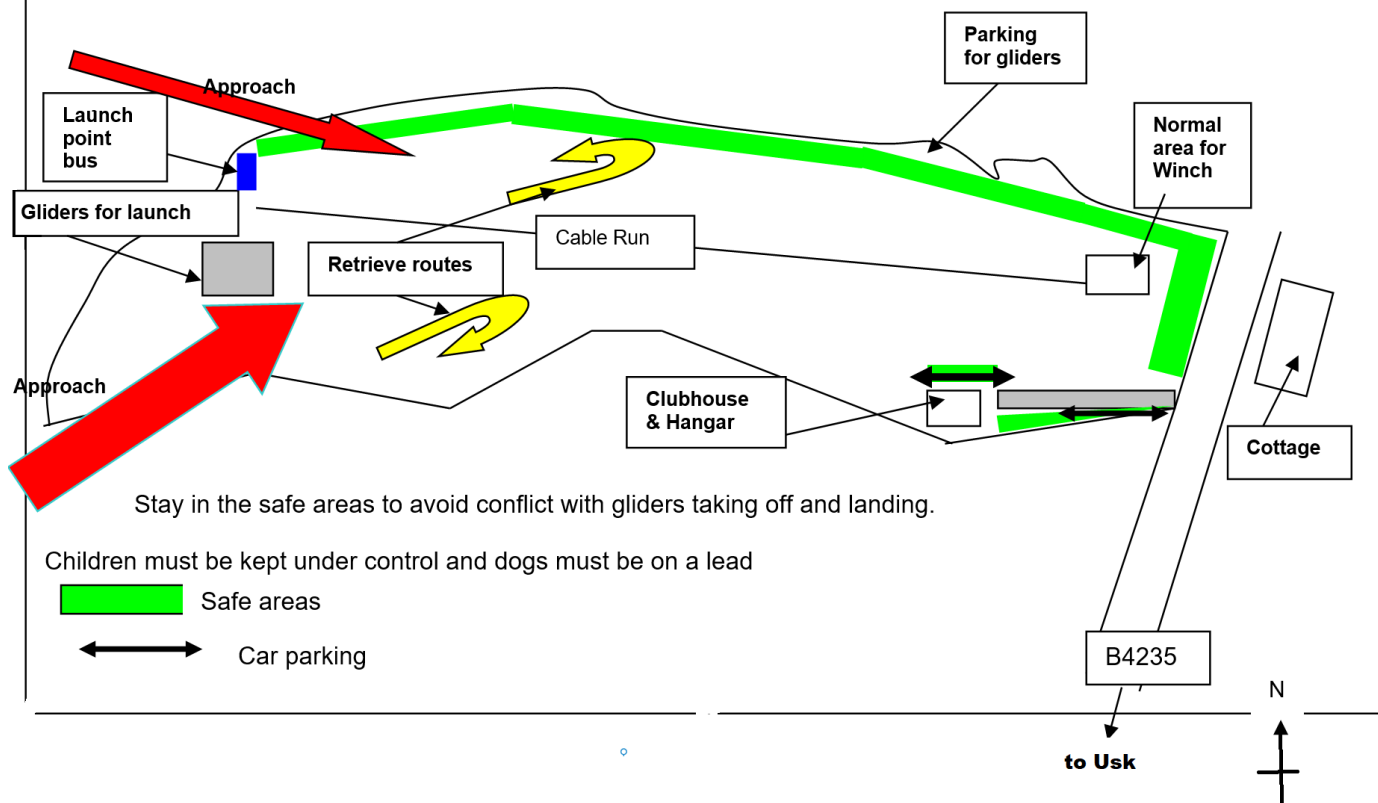 Parking
for gliders
Approach
Launch
point
bus
Normal
area for
Winch
Gliders for launch
Cable Run
Retrieve routes
Approach
Clubhouse
& Hangar
Cottage
Stay in the safe areas to avoid conflict with gliders taking off and landing.
Children must be kept under control and dogs must be on a lead
Safe areas
Car parking
B4235
N
to Usk